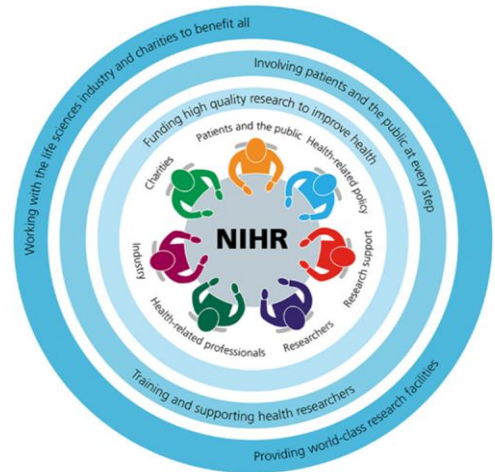 Working with the life sciences industry and charities to benefit all
Involving patients and the public at every step
Funding high quality research to improve health
Patients and the public
Health-related policy
Charities
NIHR
Research support
Industry
Researchers
Health-related professionals
Training and supporting health researchers
Providing world-class research facilities